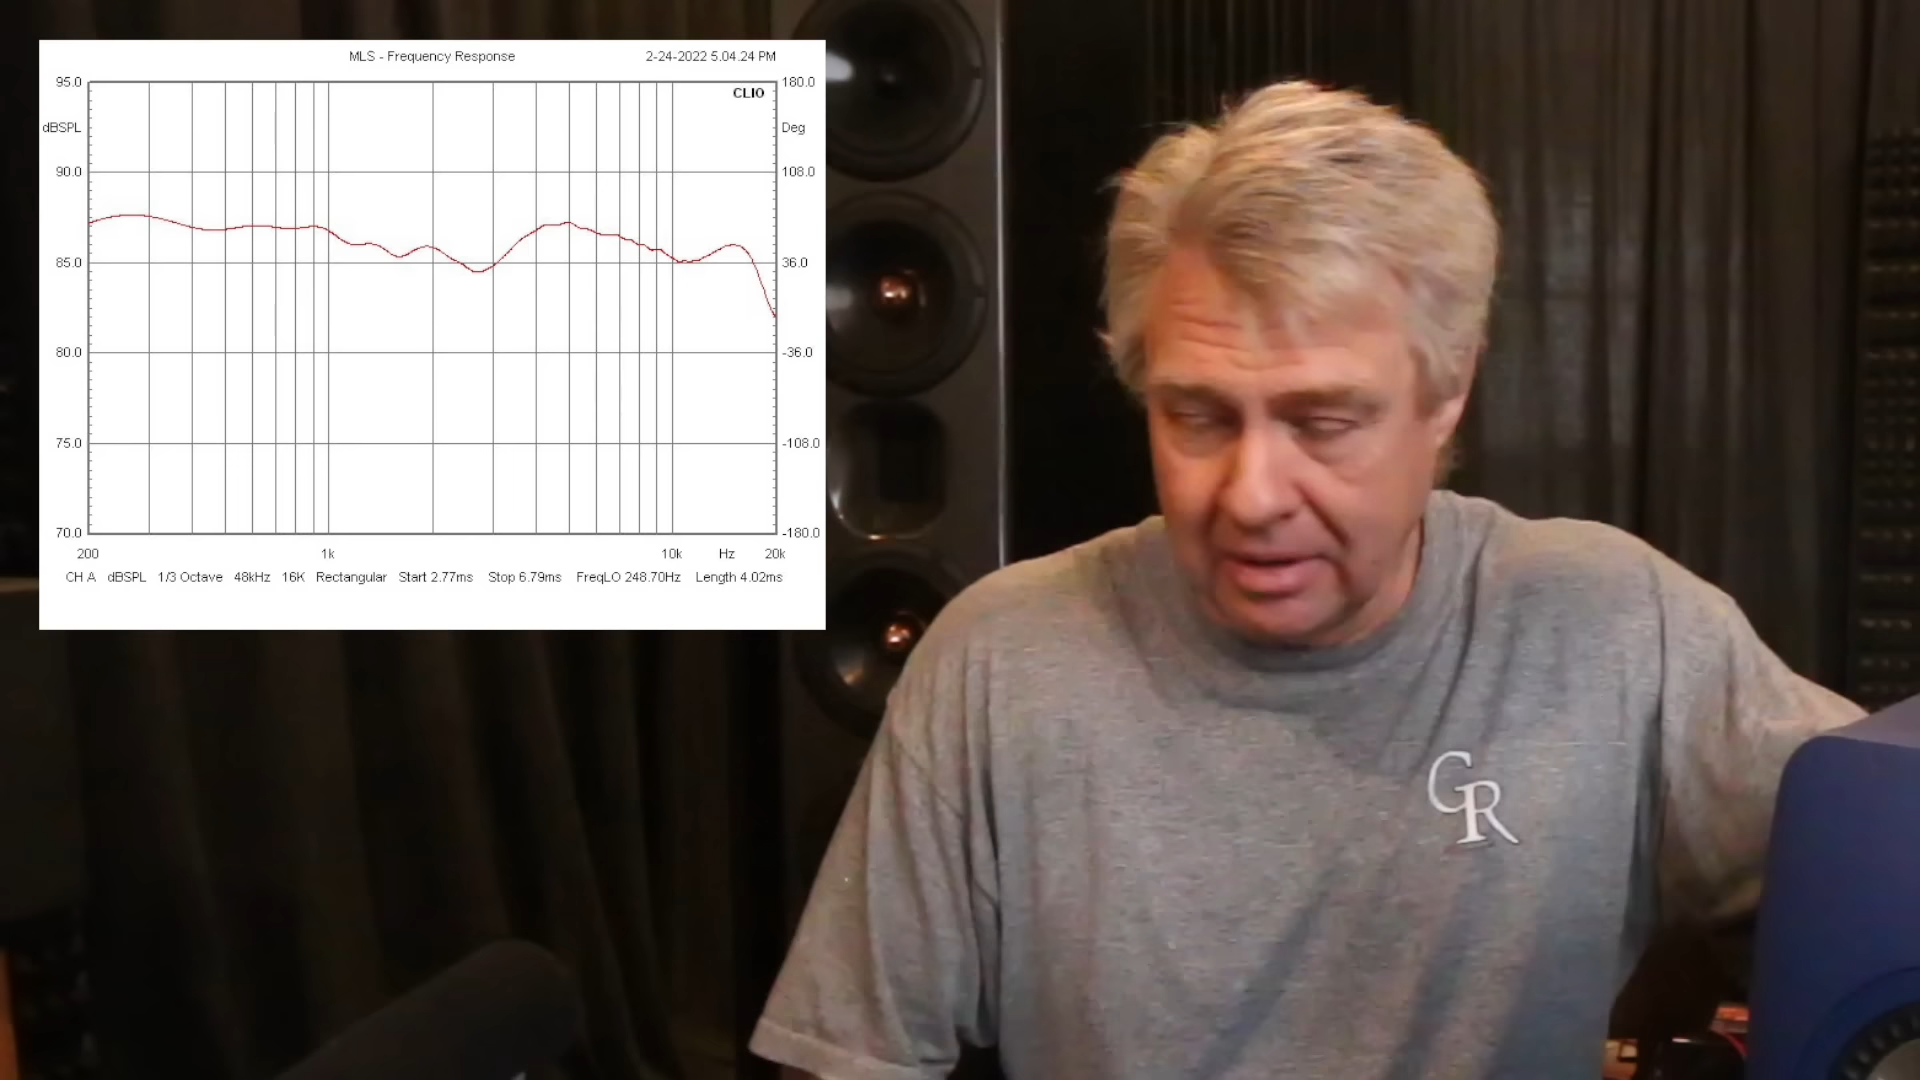 MLS - Frequency Response 2-24-2022 5.04.24 PM
95.0 180.0
CLIO
dBSPL Deg
90.0 108.0
85.0 36.0
80.0 -36.0
75.0 -108.0
70.0 -180.0
200 1k 10k Hz 20k
CH A dBSPL 1/3 Octave 48kHz 16K Rectangular Start 2.77ms Stop 6.79ms FreqLO 248.70Hz Length 4.02ms
GR